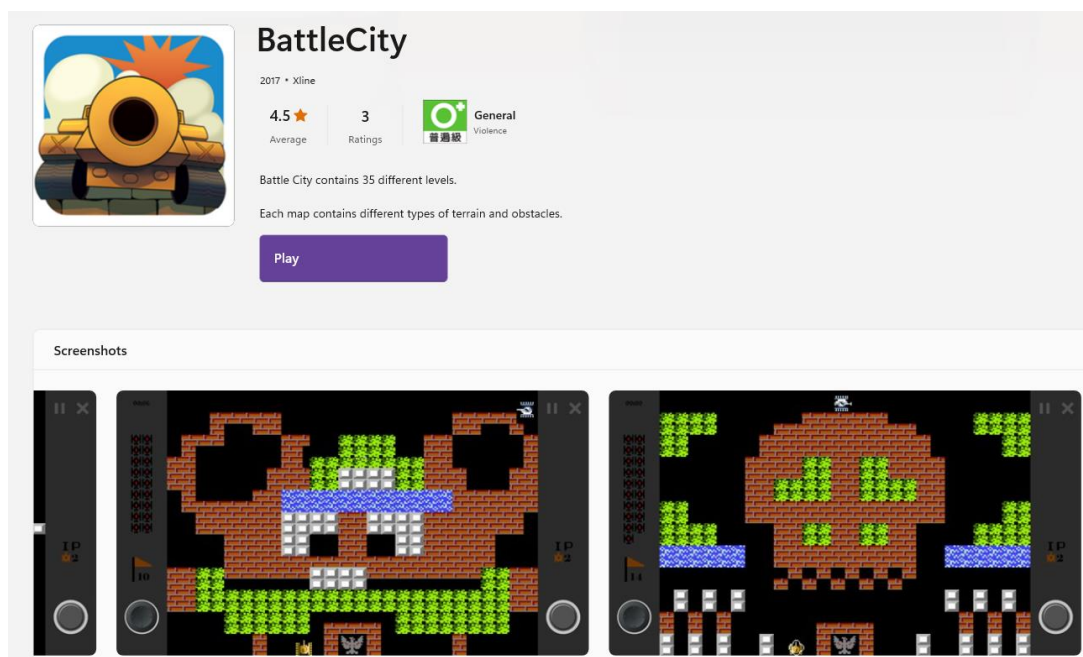 BattleCity
2017 • Xline
4.5
Average
3
Ratings
普遍級
General
Violence
Battle City contains 35 different levels.
Each map contains different types of terrain and obstacles.
Play
Screenshots
IP
2
10
IP
2
14
IP
2